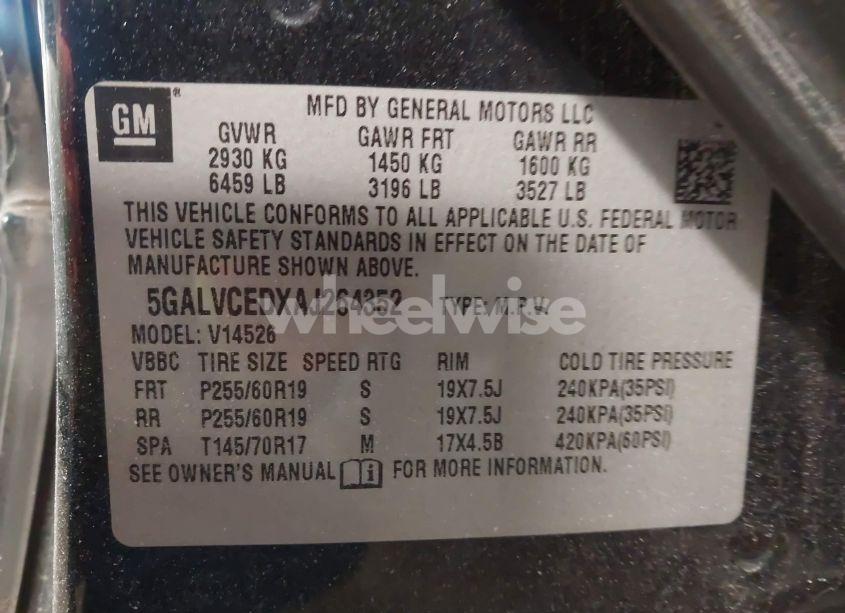 GM
MFD BY GENERAL MOTORS LLC
GVWR GAWR FRT GAWR RR
2930 KG 1450 KG 1600 KG
6459 LB 3196 LB 3527 LB
THIS VEHICLE CONFORMS TO ALL APPLICABLE U.S. FEDERAL MOTOR
VEHICLE SAFETY STANDARDS IN EFFECT ON THE DATE OF
MANUFACTURE SHOWN ABOVE.
5GALVCEDXAJ264352 TYPE: M.P.V.
wheelwise
MODEL: V14526
VBBC TIRE SIZE SPEED RTG RIM COLD TIRE PRESSURE
FRT P255/60R19 S 19X7.5J 240KPA(35PSI)
RR P255/60R19 S 19X7.5J 240KPA(35PSI)
SPA T145/70R17 M 17X4.5B 420KPA(60PSI)
SEE OWNER'S MANUAL FOR MORE INFORMATION.